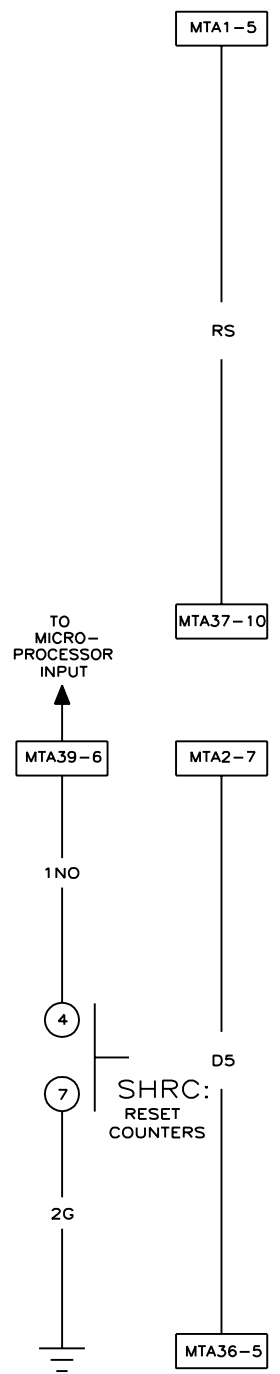 MTA1-5
RS
MTA37-10
TO
MICRO-
PROCESSOR
INPUT
MTA39-6
MTA2-7
1NO
4
D5
7
SHRC:
RESET
COUNTERS
2G
MTA36-5